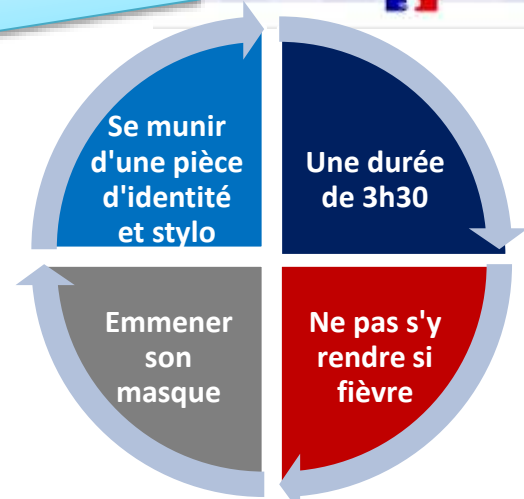 Se munir
d'une pièce
d'identité
et stylo
Une durée
de 3h30
Emmener
son
masque
Ne pas s'y
rendre si
fièvre